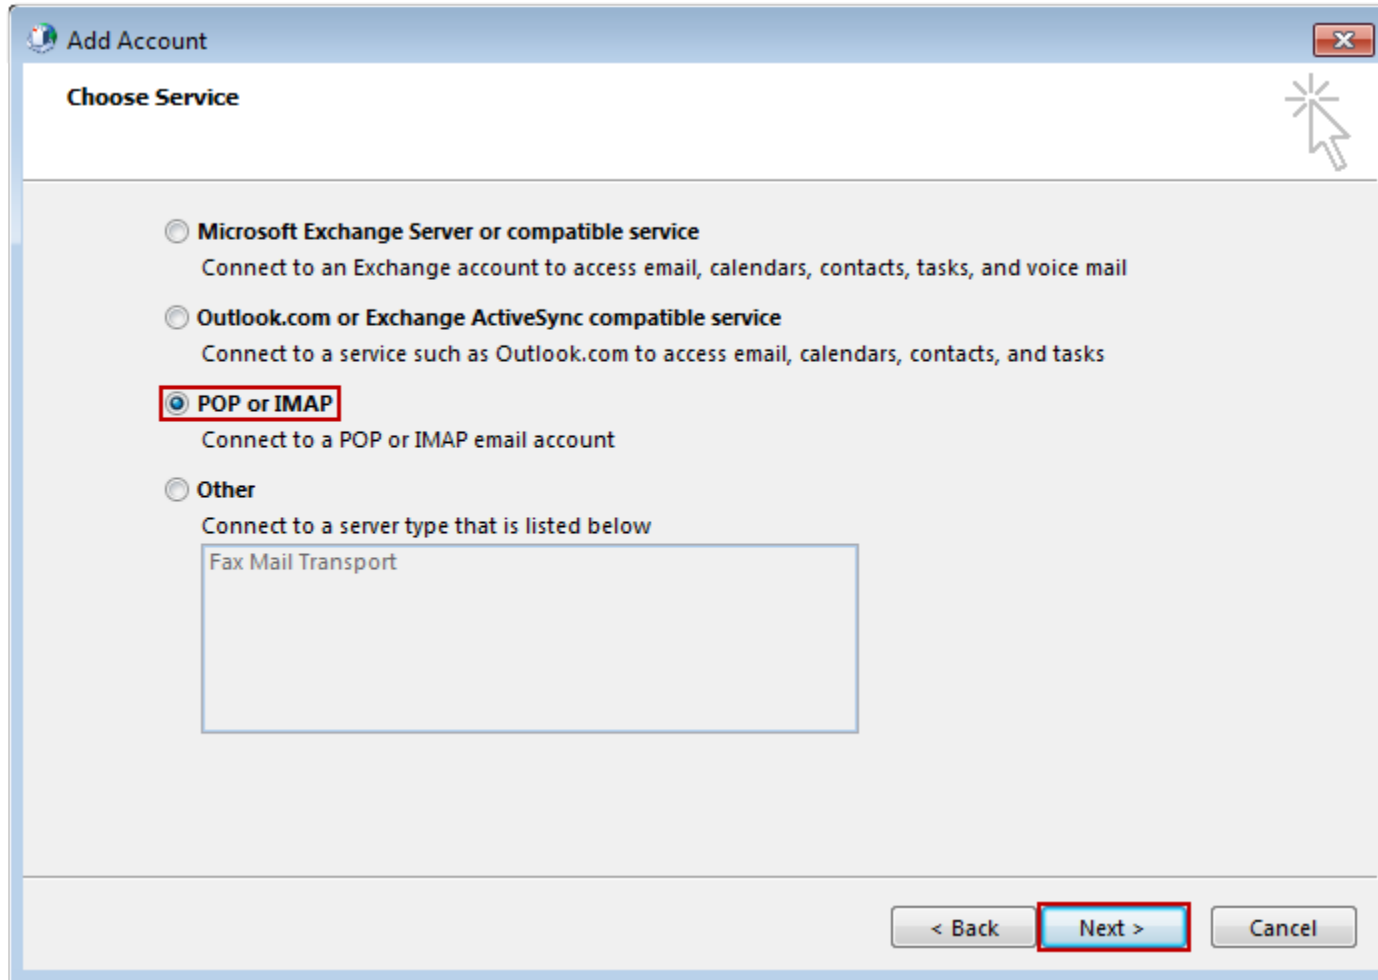 Add Account
Choose Service
Microsoft Exchange Server or compatible service
Connect to an Exchange account to access email, calendars, contacts, tasks, and voice mail
Outlook.com or Exchange ActiveSync compatible service
Connect to a service such as Outlook.com to access email, calendars, contacts, and tasks
POP or IMAP
Connect to a POP or IMAP email account
Other
Connect to a server type that is listed below
Fax Mail Transport
< Back Next > Cancel